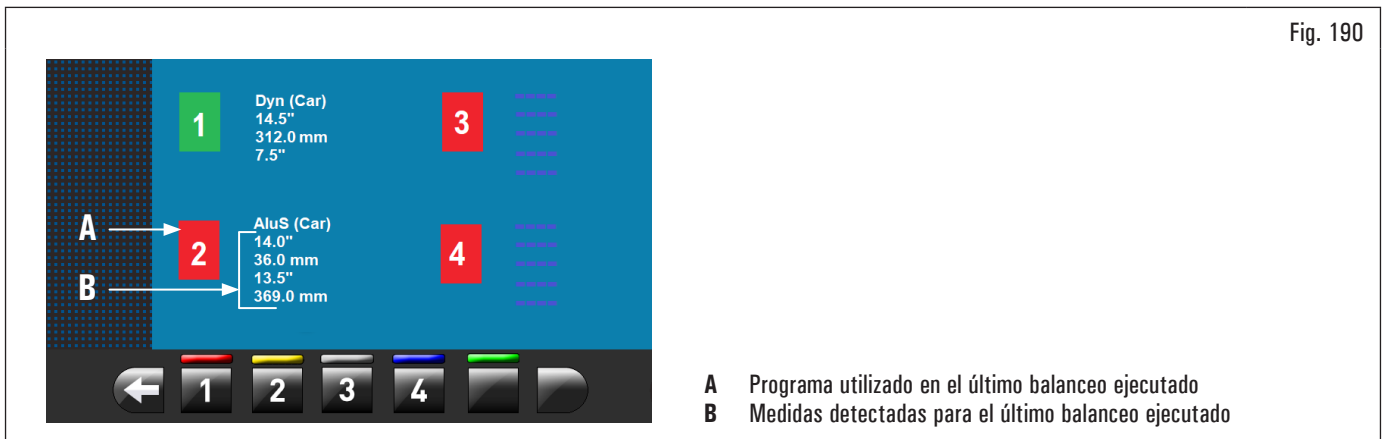 Fig. 190
1
Dyn (Car)
14.5"
312.0 mm
7.5"
3
-----
-----
-----
-----
-----
A
B
2
AluS (Car)
14.0"
36.0 mm
13.5"
369.0 mm
4
-----
-----
-----
-----
-----
1 2 3 4
A Programa utilizado en el último balanceo ejecutado
B Medidas detectadas para el último balanceo ejecutado